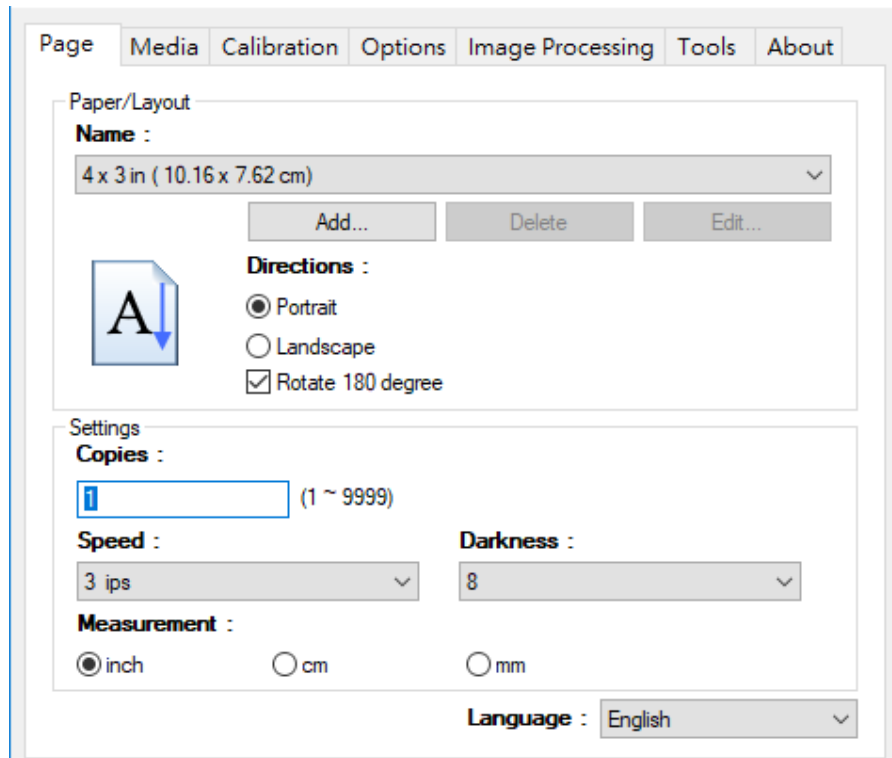 Page Media Calibration Options Image Processing Tools About
Paper/Layout
Name :
4 x 3 in ( 10.16 x 7.62 cm)
Add... Delete Edit...
Directions :
A
Portrait
Landscape
Rotate 180 degree
Settings
Copies :
1 (1 ~ 9999)
Speed : Darkness :
3 ips 8
Measurement :
inch cm mm
Language : English